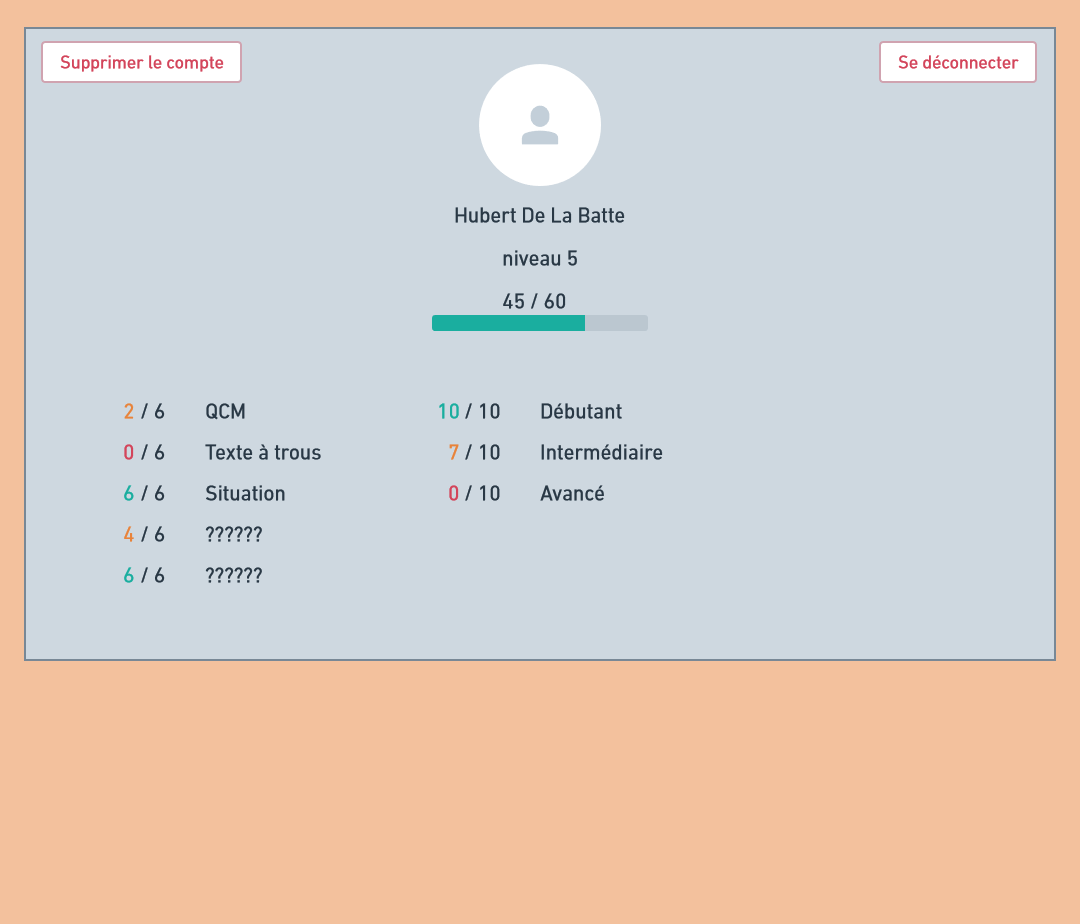 Supprimer le compte
Se déconnecter
Hubert De La Batte
niveau 5
45 / 60
2 / 6 QCM
0 / 6 Texte à trous
6 / 6 Situation
4 / 6 ??????
6 / 6 ??????
10 / 10 Débutant
7 / 10 Intermédiaire
0 / 10 Avancé